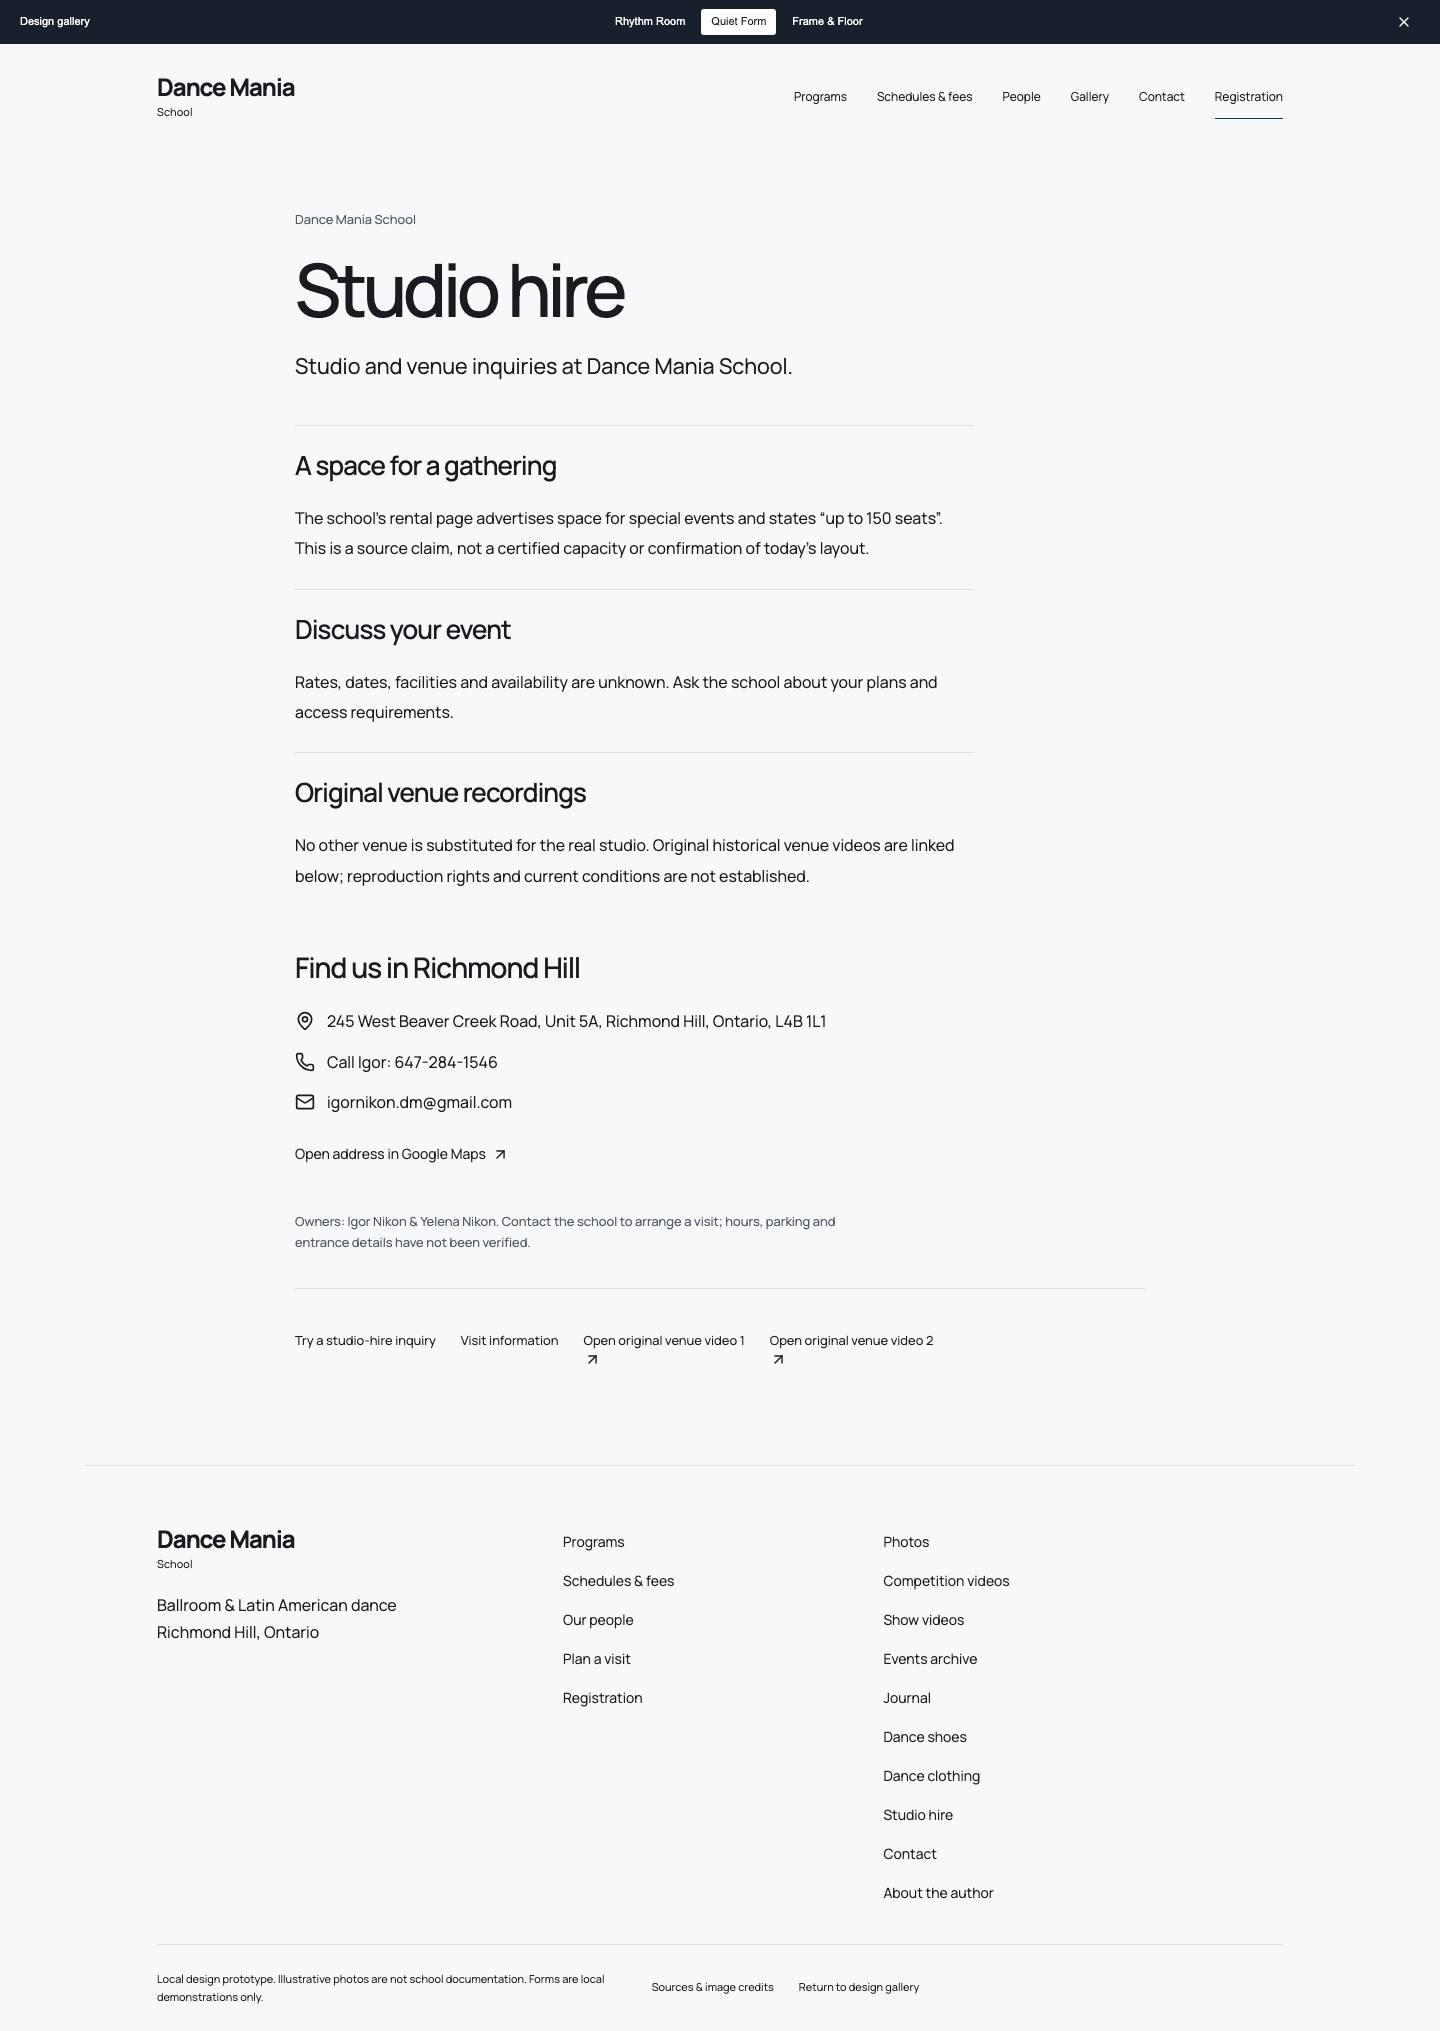 Design gallery
Rhythm Room
Quiet Form
Frame & Floor
Dance Mania
School
Programs
Schedules & fees
People
Gallery
Contact
Registration
Dance Mania School
Studio hire
Studio and venue inquiries at Dance Mania School.
A space for a gathering
The school’s rental page advertises space for special events and states “up to 150 seats”.
This is a source claim, not a certified capacity or confirmation of today’s layout.
Discuss your event
Rates, dates, facilities and availability are unknown. Ask the school about your plans and
access requirements.
Original venue recordings
No other venue is substituted for the real studio. Original historical venue videos are linked
below; reproduction rights and current conditions are not established.
Find us in Richmond Hill
245 West Beaver Creek Road, Unit 5A, Richmond Hill, Ontario, L4B 1L1
Call Igor: 647-284-1546
igornikon.dm@gmail.com
Open address in Google Maps
Owners: Igor Nikon & Yelena Nikon. Contact the school to arrange a visit; hours, parking and
entrance details have not been verified.
Try a studio-hire inquiry
Visit information
Open original venue video 1
Open original venue video 2
Dance Mania
School
Ballroom & Latin American dance
Richmond Hill, Ontario
Programs
Schedules & fees
Our people
Plan a visit
Registration
Photos
Competition videos
Show videos
Events archive
Journal
Dance shoes
Dance clothing
Studio hire
Contact
About the author
Local design prototype. Illustrative photos are not school documentation. Forms are local
demonstrations only.
Sources & image credits
Return to design gallery